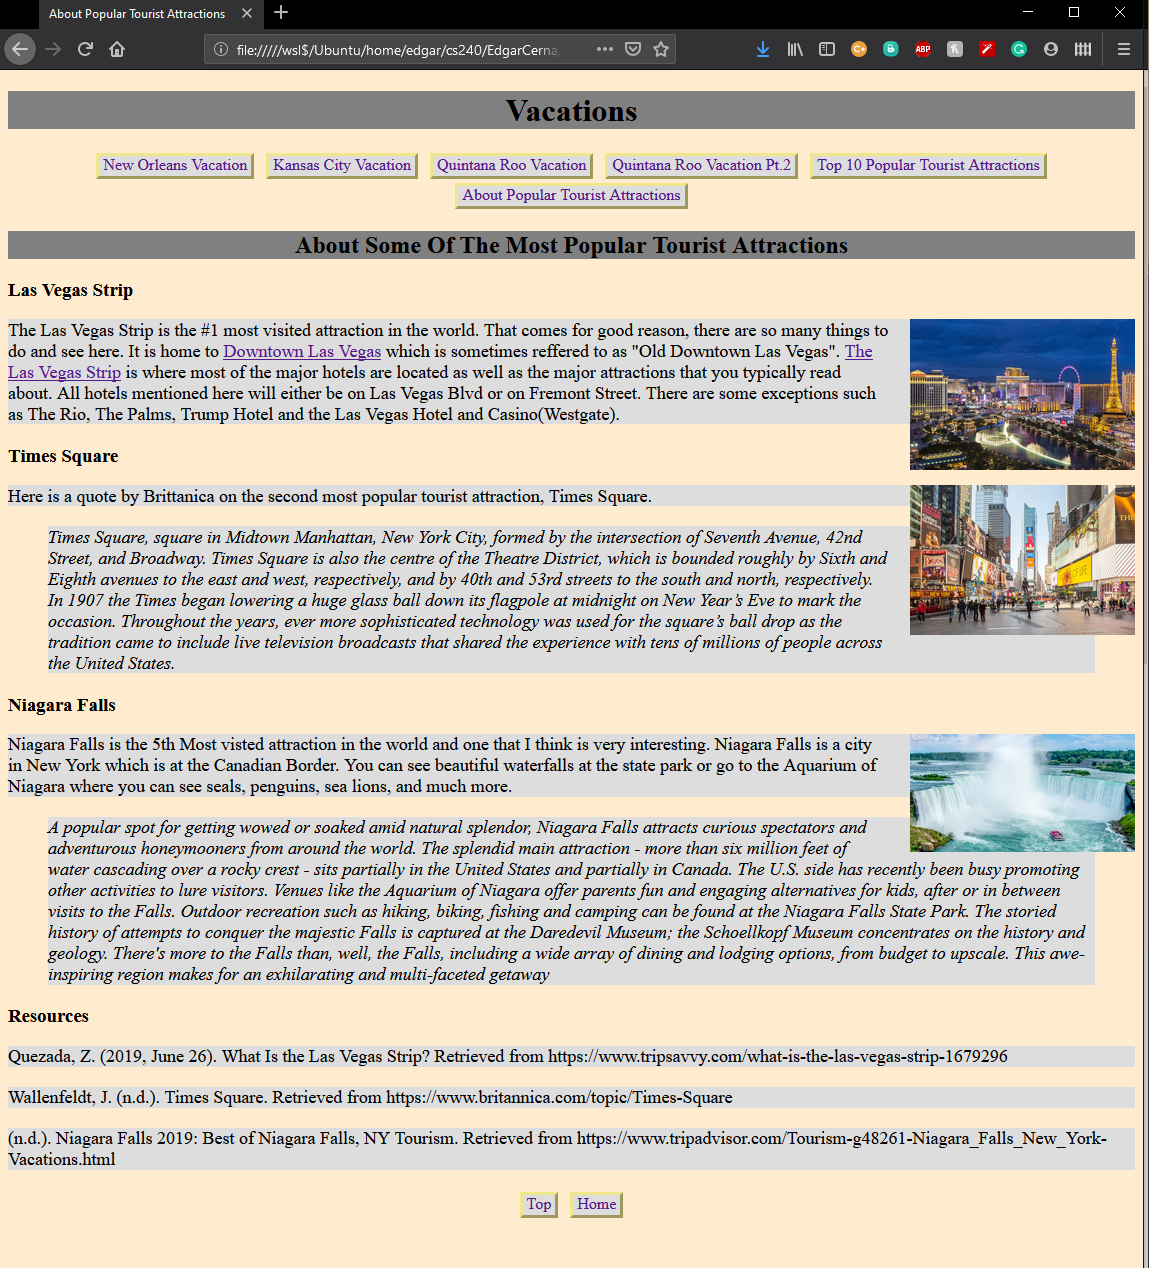 About Popular Tourist Attractions
file://///wsl$/Ubuntu/home/edgar/cs240/EdgarCerna
ABP
Vacations
New Orleans Vacation Kansas City Vacation Quintana Roo Vacation Quintana Roo Vacation Pt.2 Top 10 Popular Tourist Attractions
About Popular Tourist Attractions
About Some Of The Most Popular Tourist Attractions
Las Vegas Strip
The Las Vegas Strip is the #1 most visited attraction in the world. That comes for good reason, there are so many things to
do and see here. It is home to Downtown Las Vegas which is sometimes reffered to as "Old Downtown Las Vegas". The
Las Vegas Strip is where most of the major hotels are located as well as the major attractions that you typically read
about. All hotels mentioned here will either be on Las Vegas Blvd or on Fremont Street. There are some exceptions such
as The Rio, The Palms, Trump Hotel and the Las Vegas Hotel and Casino(Westgate).
Times Square
Here is a quote by Brittanica on the second most popular tourist attraction, Times Square.
Times Square, square in Midtown Manhattan, New York City, formed by the intersection of Seventh Avenue, 42nd
Street, and Broadway. Times Square is also the centre of the Theatre District, which is bounded roughly by Sixth and
Eighth avenues to the east and west, respectively, and by 40th and 53rd streets to the south and north, respectively.
In 1907 the Times began lowering a huge glass ball down its flagpole at midnight on New Year’s Eve to mark the
occasion. Throughout the years, ever more sophisticated technology was used for the square’s ball drop as the
tradition came to include live television broadcasts that shared the experience with tens of millions of people across
the United States.
Niagara Falls
Niagara Falls is the 5th Most visted attraction in the world and one that I think is very interesting. Niagara Falls is a city
in New York which is at the Canadian Border. You can see beautiful waterfalls at the state park or go to the Aquarium of
Niagara where you can see seals, penguins, sea lions, and much more.
A popular spot for getting wowed or soaked amid natural splendor, Niagara Falls attracts curious spectators and
adventurous honeymooners from around the world. The splendid main attraction - more than six million feet of
water cascading over a rocky crest - sits partially in the United States and partially in Canada. The U.S. side has recently been busy promoting
other activities to lure visitors. Venues like the Aquarium of Niagara offer parents fun and engaging alternatives for kids, after or in between
visits to the Falls. Outdoor recreation such as hiking, biking, fishing and camping can be found at the Niagara Falls State Park. The storied
history of attempts to conquer the majestic Falls is captured at the Daredevil Museum; the Schoellkopf Museum concentrates on the history and
geology. There's more to the Falls than, well, the Falls, including a wide array of dining and lodging options, from budget to upscale. This awe-
inspiring region makes for an exhilarating and multi-faceted getaway
Resources
Quezada, Z. (2019, June 26). What Is the Las Vegas Strip? Retrieved from https://www.tripsavvy.com/what-is-the-las-vegas-strip-1679296
Wallenfeldt, J. (n.d.). Times Square. Retrieved from https://www.britannica.com/topic/Times-Square
(n.d.). Niagara Falls 2019: Best of Niagara Falls, NY Tourism. Retrieved from https://www.tripadvisor.com/Tourism-g48261-Niagara_Falls_New_York-
Vacations.html
Top Home